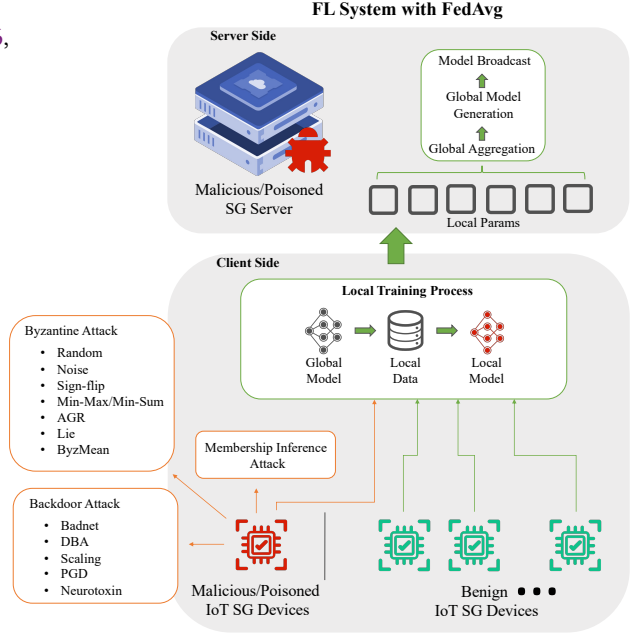 FL System with FedAvg
,
Server Side
Model Broadcast
Global Model
Generation
Global Aggregation
Malicious/Poisoned
SG Server
Local Params
Client Side
Local Training Process
Global
Model
Local
Data
Local
Model
Byzantine Attack
• Random
• Noise
• Sign-flip
• Min-Max/Min-Sum
• AGR
• Lie
• ByzMean
Membership Inference
Attack
Backdoor Attack
• Badnet
• DBA
• Scaling
• PGD
• Neurotoxin
Malicious/Poisoned
IoT SG Devices
Benign
IoT SG Devices